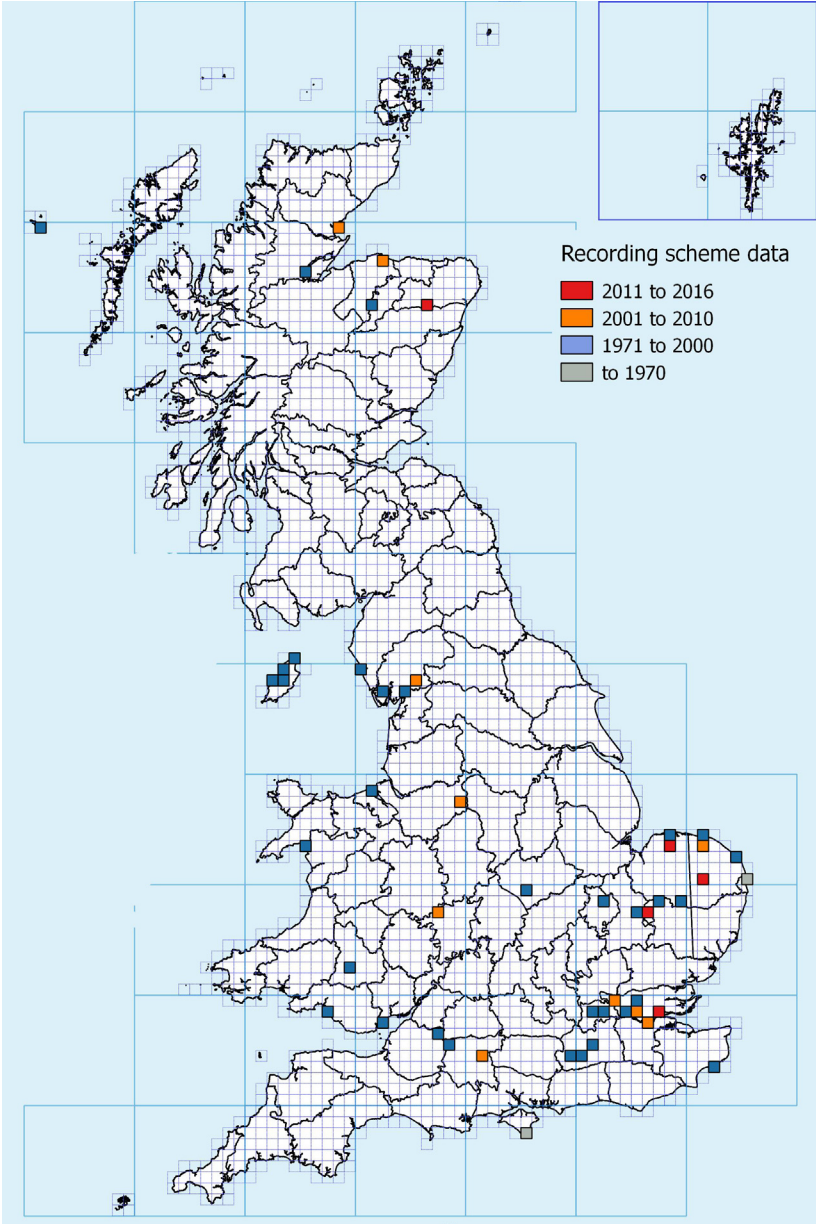 Recording scheme data
2011 to 2016
2001 to 2010
1971 to 2000
to 1970